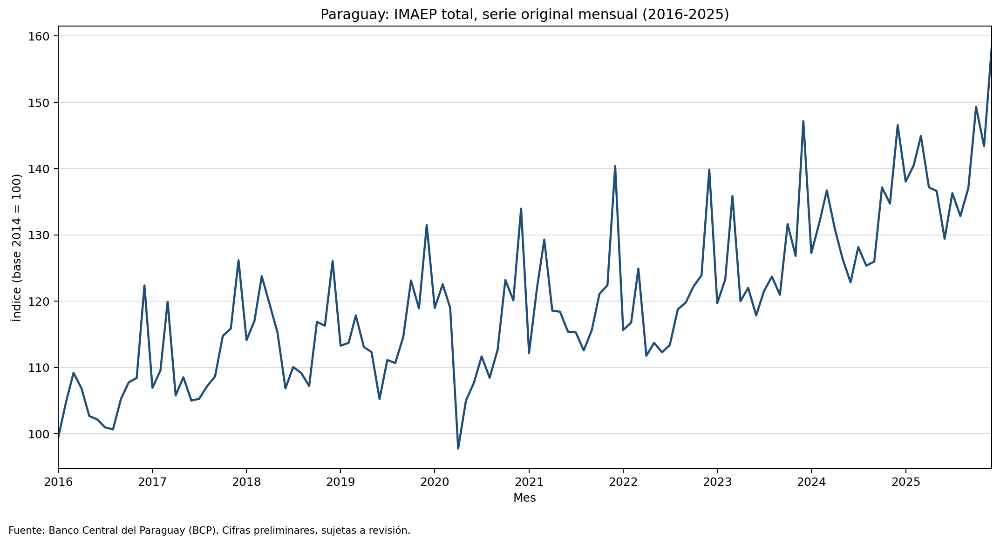 Paraguay: IMAEP total, serie original mensual (2016-2025)
Índice (base 2014 = 100)
160
150
140
130
120
110
100
2016 2017 2018 2019 2020 2021 2022 2023 2024 2025
Mes
Fuente: Banco Central del Paraguay (BCP). Cifras preliminares, sujetas a revisión.